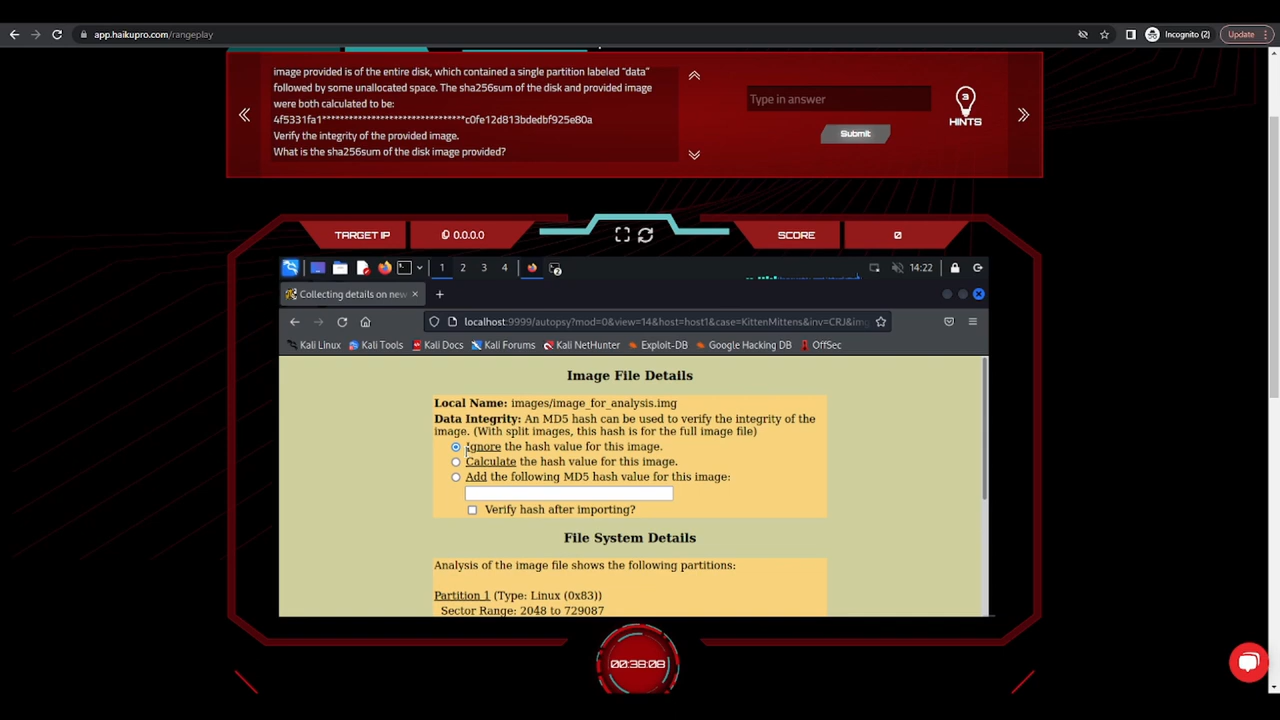 app.haikupro.com/rangeplay
Incognito (2)
Update
image provided is of the entire disk, which contained a single partition labeled "data"
followed by some unallocated space. The sha256sum of the disk and provided image
were both calculated to be:
4f5331fa1********************************c0fe12d813bdedbf925e80a
Verify the integrity of the provided image.
What is the sha256sum of the disk image provided?
Type in answer
Submit
3
HINTS
TARGET IP
0.0.0.0
SCORE
0
1
2
3
4
2
14:22
Collecting details on new
localhost:9999/autopsy?mod=0&view=14&host=host1&case=KittenMittens&inv=CRJ&img
Kali Linux
Kali Tools
Kali Docs
Kali Forums
Kali NetHunter
Exploit-DB
Google Hacking DB
OffSec
Image File Details
Local Name: images/image_for_analysis.img
Data Integrity: An MD5 hash can be used to verify the integrity of the
image. (With split images, this hash is for the full image file)
Ignore the hash value for this image.
Calculate the hash value for this image.
Add the following MD5 hash value for this image:
Verify hash after importing?
File System Details
Analysis of the image file shows the following partitions:
Partition 1 (Type: Linux (0x83))
Sector Range: 2048 to 729087
00:38:08